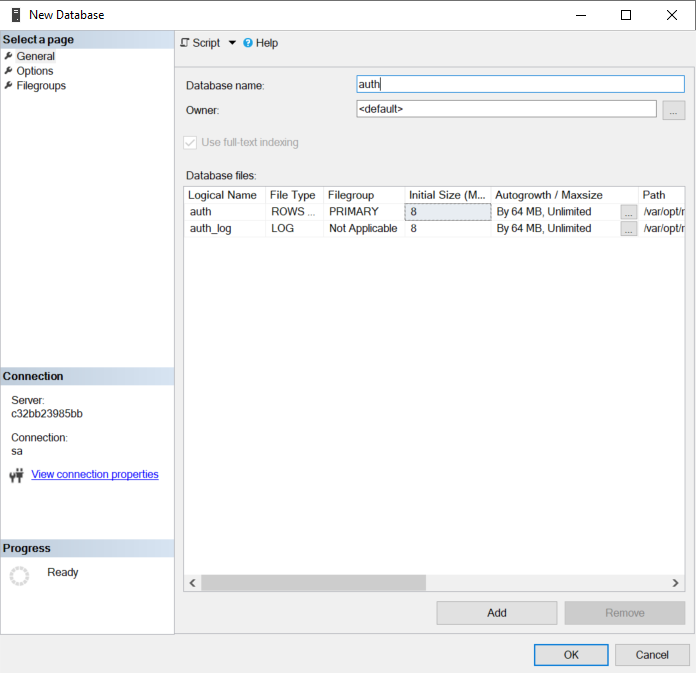 New Database
Select a page
General
Options
Filegroups
Script
Help
Database name:
auth
Owner:
<default>
...
Use full-text indexing
Database files:
Logical Name File Type Filegroup Initial Size (M... Autogrowth / Maxsize Path
auth ROWS ... PRIMARY 8 By 64 MB, Unlimited ... /var/opt/
auth_log LOG Not Applicable 8 By 64 MB, Unlimited ... /var/opt/
Connection
Server:
c32bb23985bb
Connection:
sa
View connection properties
Progress
Ready
Add
Remove
OK
Cancel